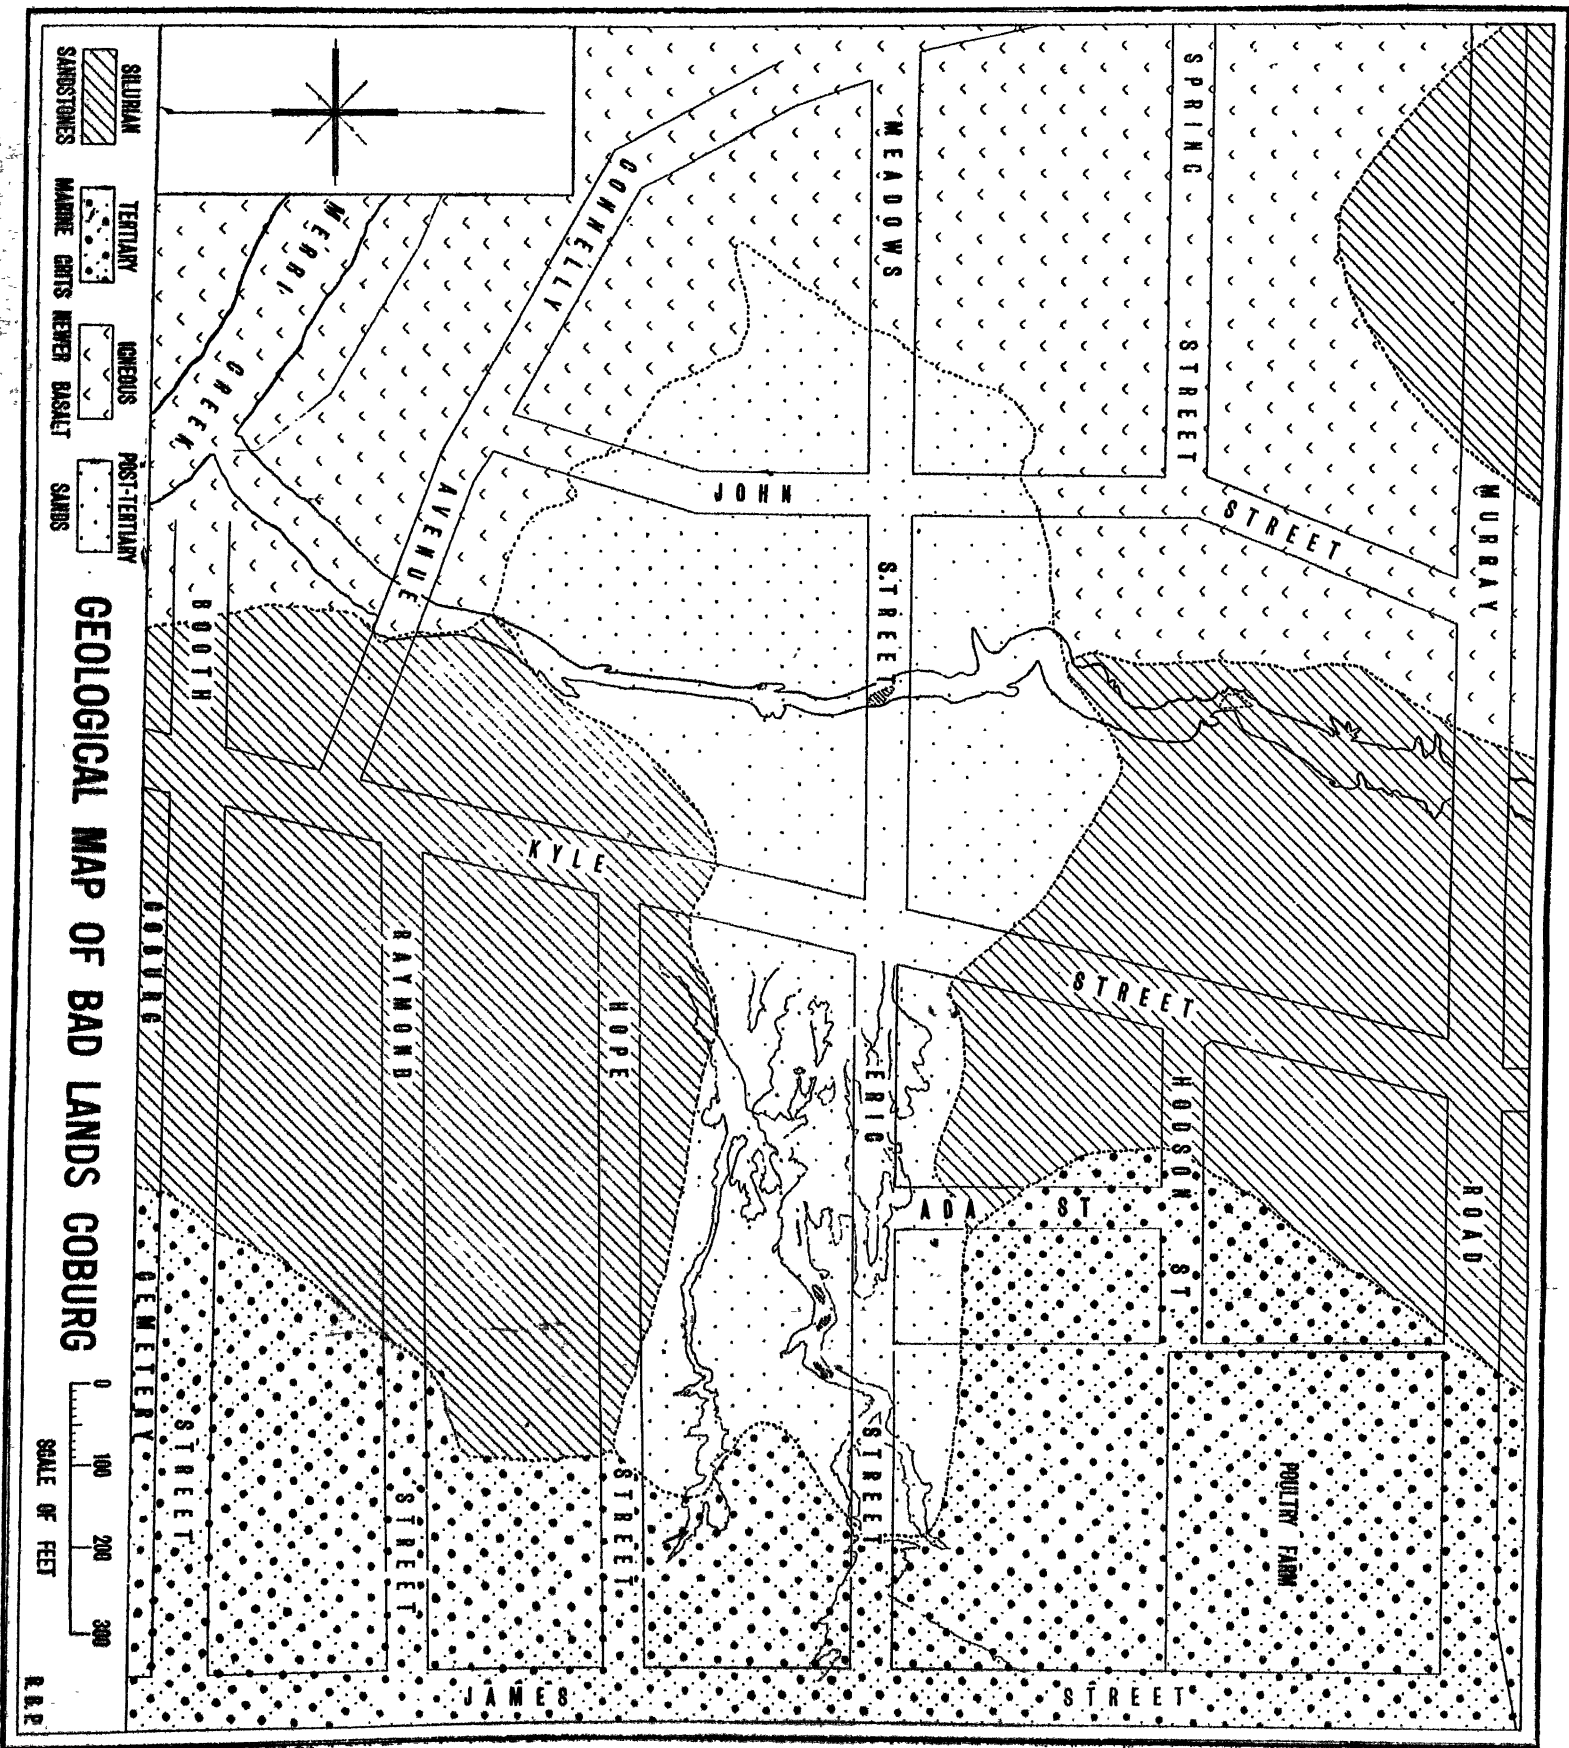 MURRAY ROAD
SPRING STREET
HODSON ST.
POULTRY FARM
STREET
ADA ST
MEADOWS STREET
ERIC STREET
JOHN STREET
KYLE STREET
CONNELLY AVENUE
HOPE STREET
RAYMOND STREET
MERRI CREEK
BOOTH STREET
COBURG CEMETERY
JAMES STREET
SILURIAN
SANDSTONES
TERTIARY
MARINE GRITS
IGNEOUS
NEWER BASALT
POST-TERTIARY
SANDS
GEOLOGICAL MAP OF BAD LANDS COBURG
0 100 200 300
SCALE OF FEET